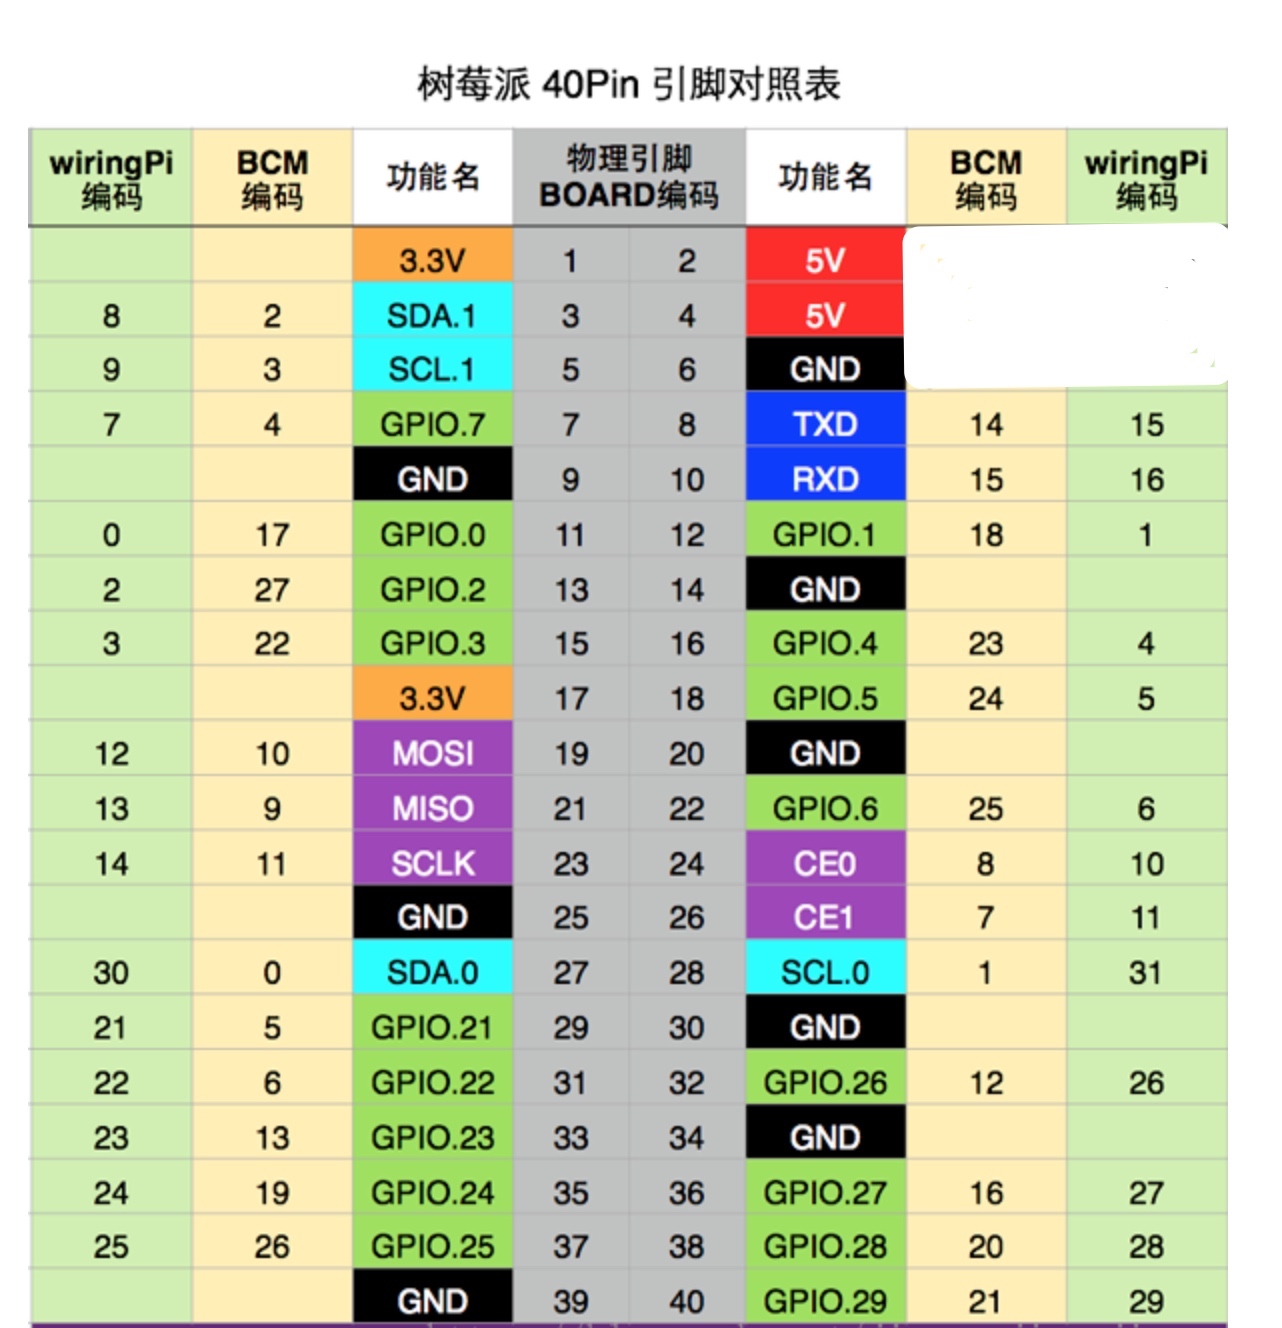 树莓派 40Pin 引脚对照表
wiringPi 编码 BCM 编码 功能名 物理引脚 BOARD编码 功能名 BCM 编码 wiringPi 编码
3.3V 1 2 5V
8 2 SDA.1 3 4 5V
9 3 SCL.1 5 6 GND
7 4 GPIO.7 7 8 TXD 14 15
GND 9 10 RXD 15 16
0 17 GPIO.0 11 12 GPIO.1 18 1
2 27 GPIO.2 13 14 GND
3 22 GPIO.3 15 16 GPIO.4 23 4
3.3V 17 18 GPIO.5 24 5
12 10 MOSI 19 20 GND
13 9 MISO 21 22 GPIO.6 25 6
14 11 SCLK 23 24 CE0 8 10
GND 25 26 CE1 7 11
30 0 SDA.0 27 28 SCL.0 1 31
21 5 GPIO.21 29 30 GND
22 6 GPIO.22 31 32 GPIO.26 12 26
23 13 GPIO.23 33 34 GND
24 19 GPIO.24 35 36 GPIO.27 16 27
25 26 GPIO.25 37 38 GPIO.28 20 28
GND 39 40 GPIO.29 21 29